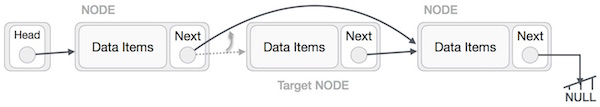 NODE
NODE
Head
Data Items
Next
Data Items
Next
Data Items
Next
Target NODE
NULL